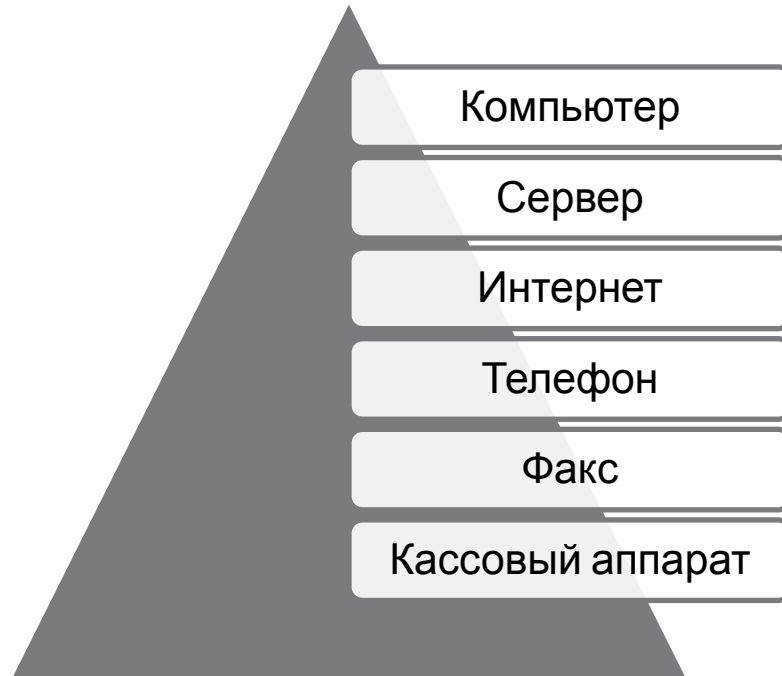 Компьютер
Сервер
Интернет
Телефон
Факс
Кассовый аппарат